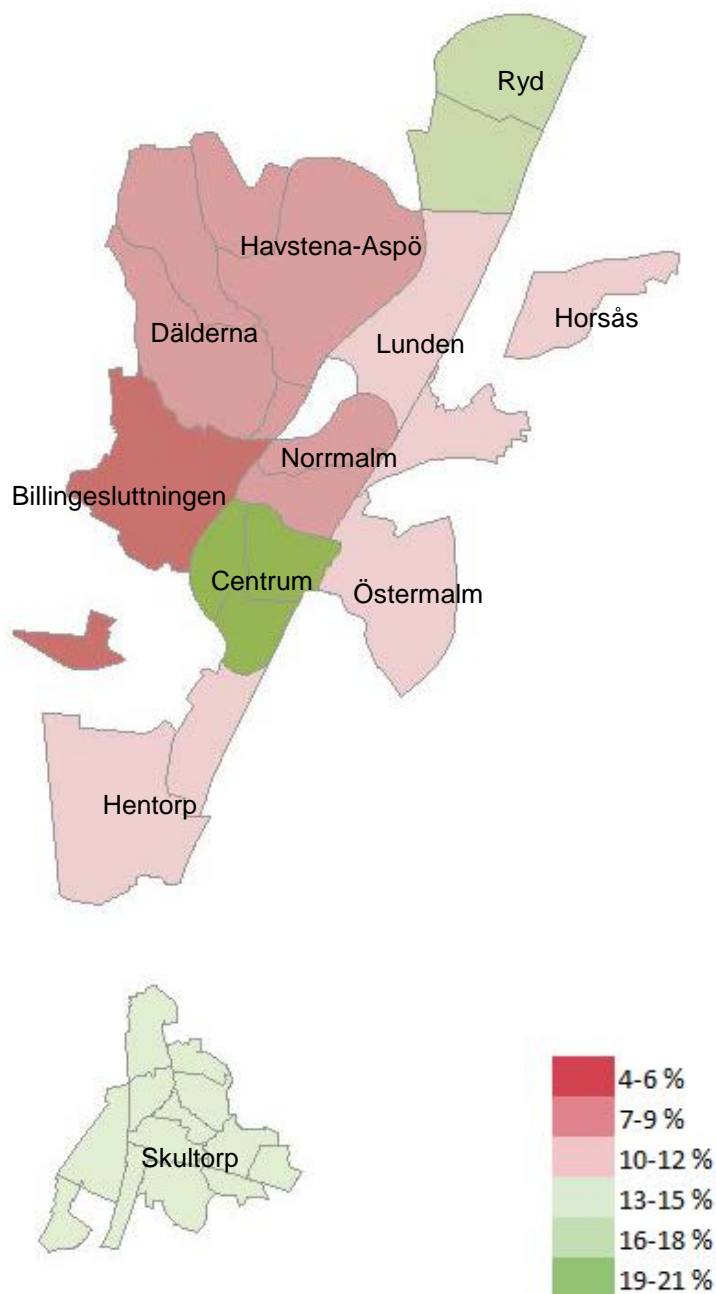 Ryd
Havstena-Aspö
Horsås
Dälderna
Lunden
Norrmalm
Billingesluttningen
Centrum
Östermalm
Hentorp
Skultorp
4-6 %
7-9 %
10-12 %
13-15 %
16-18 %
19-21 %